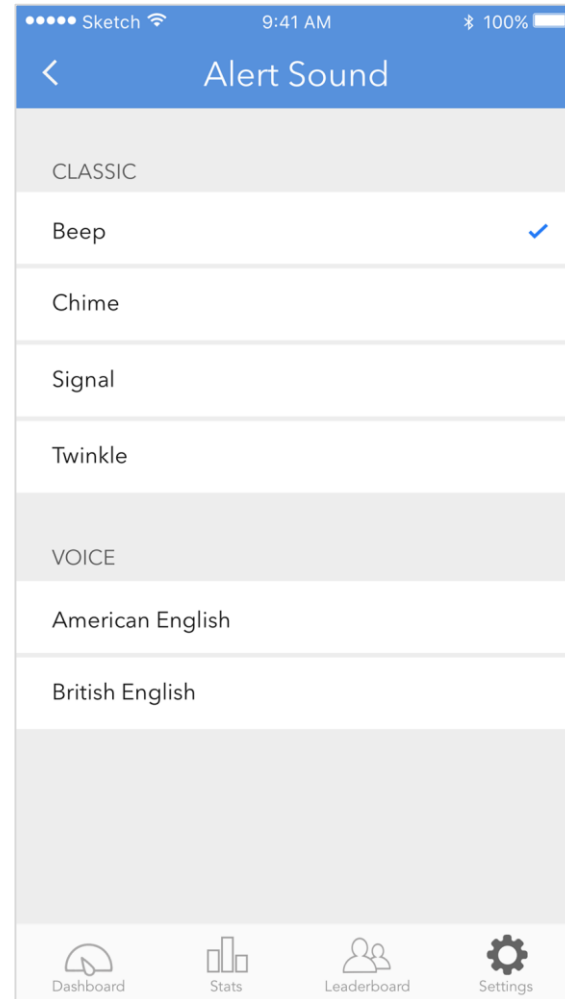 Sketch 9:41 AM 100%
Alert Sound
CLASSIC
Beep
Chime
Signal
Twinkle
VOICE
American English
British English
Dashboard Stats Leaderboard Settings